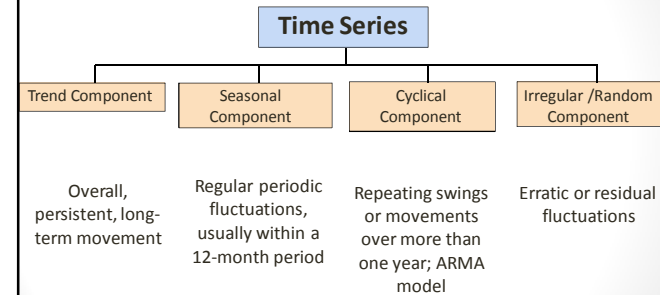 Time Series
Trend Component
Seasonal
Component
Cyclical
Component
Irregular /Random
Component
Overall,
persistent, long-
term movement
Regular periodic
fluctuations,
usually within a
12-month period
Repeating swings
or movements
over more than
one year; ARMA
model
Erratic or residual
fluctuations